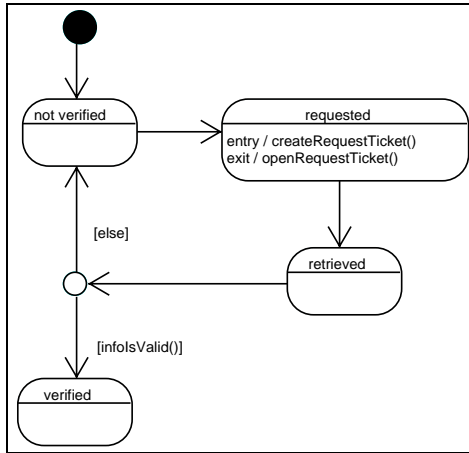 not verified
requested
entry / createRequestTicket()
exit / openRequestTicket()
[else]
retrieved
[infoIsValid()]
verified